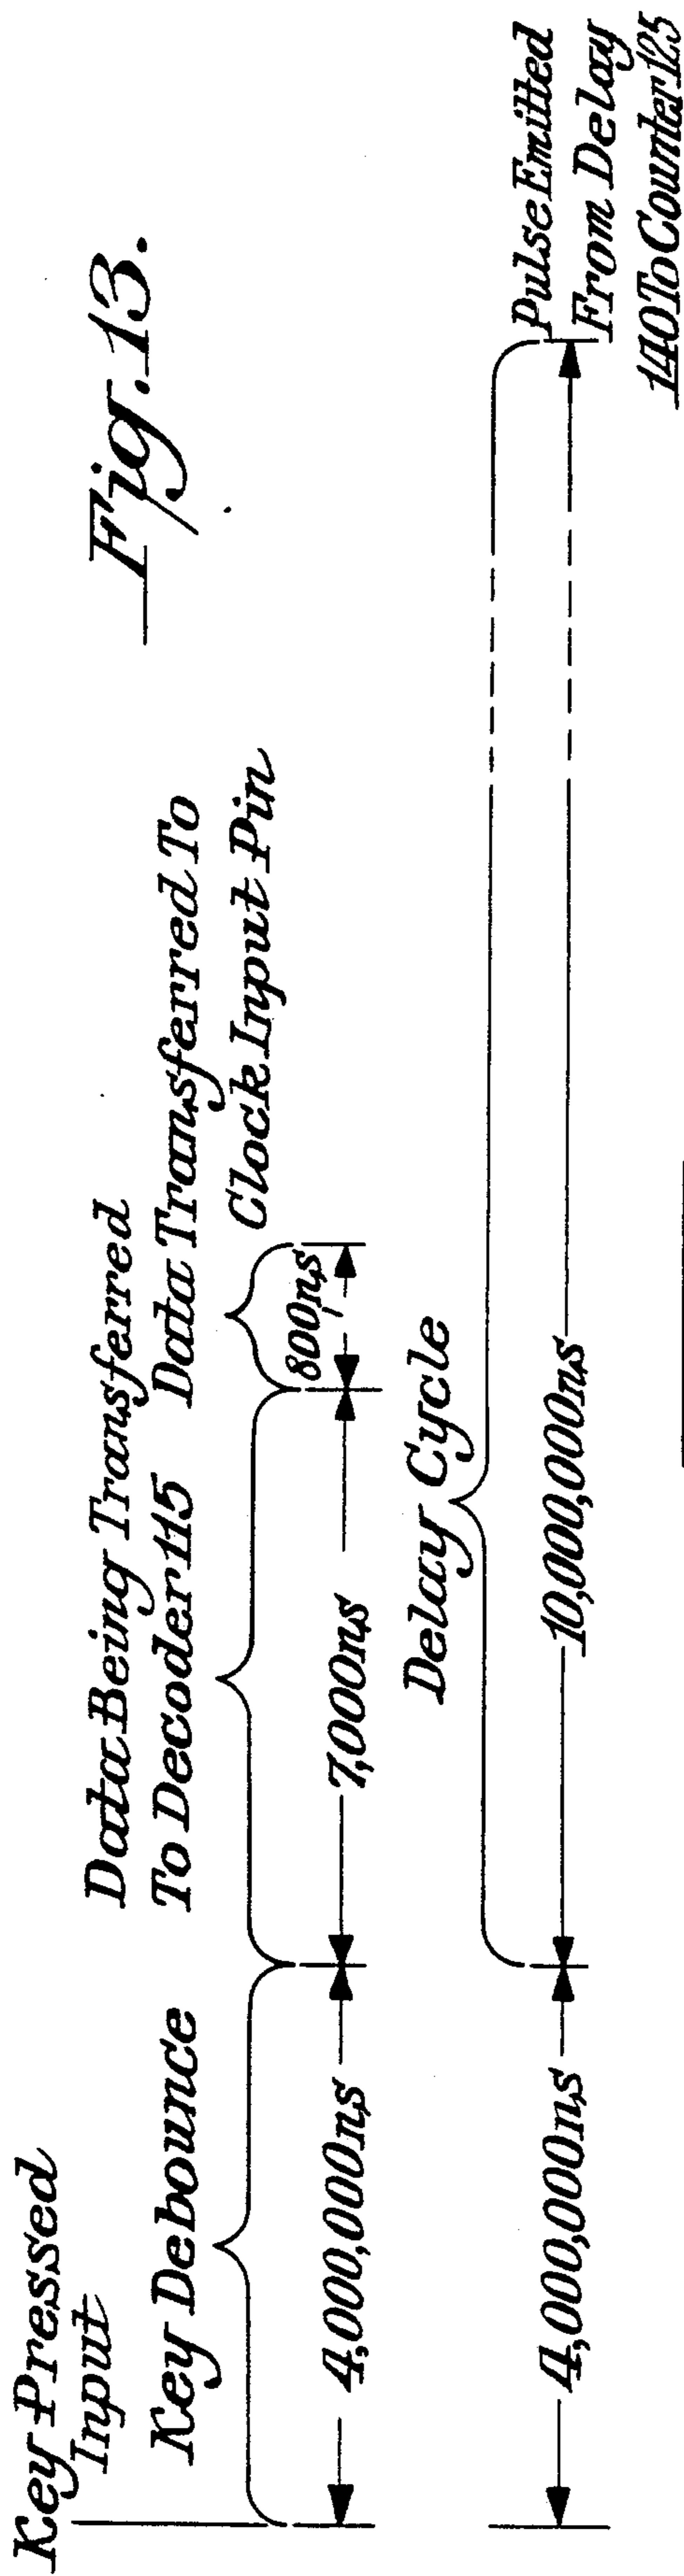 Fig. 13.
Key Pressed
Input
Key Debounce
Data Being Transferred
To Decoder 115
Data Transferred To
Clock Input Pin
4,000,000ns
7,000ns
800ns
Delay Cycle
4,000,000ns
10,000,000ns
Pulse Emitted
From Delay
140 To Counter 125